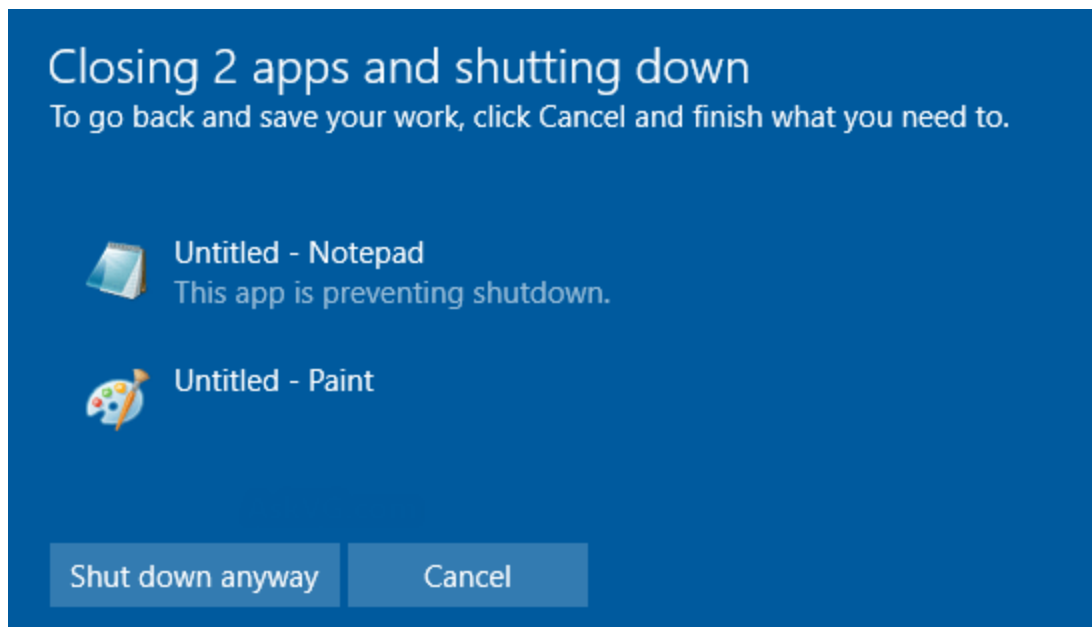 Closing 2 apps and shutting down
To go back and save your work, click Cancel and finish what you need to.
Untitled - Notepad
This app is preventing shutdown.
Untitled - Paint
Shut down anyway
Cancel